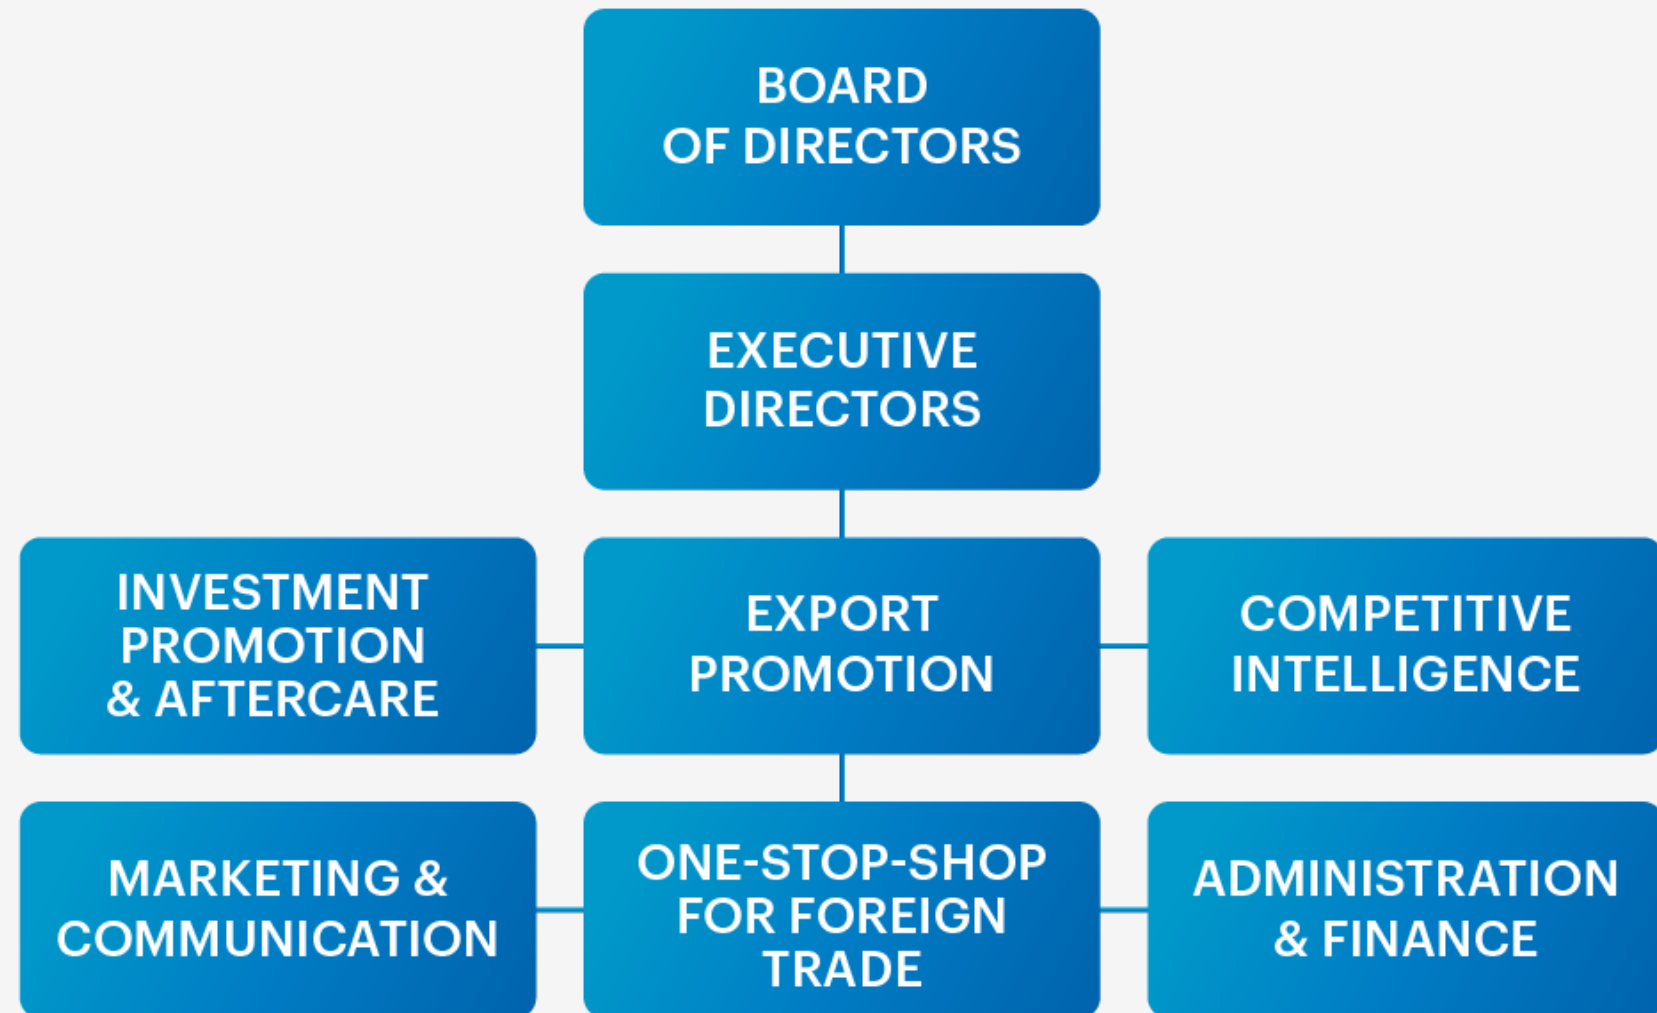 BOARD
OF DIRECTORS
EXECUTIVE
DIRECTORS
INVESTMENT
PROMOTION
& AFTERCARE
EXPORT
PROMOTION
COMPETITIVE
INTELLIGENCE
MARKETING &
COMMUNICATION
ONE-STOP-SHOP
FOR FOREIGN
TRADE
ADMINISTRATION
& FINANCE